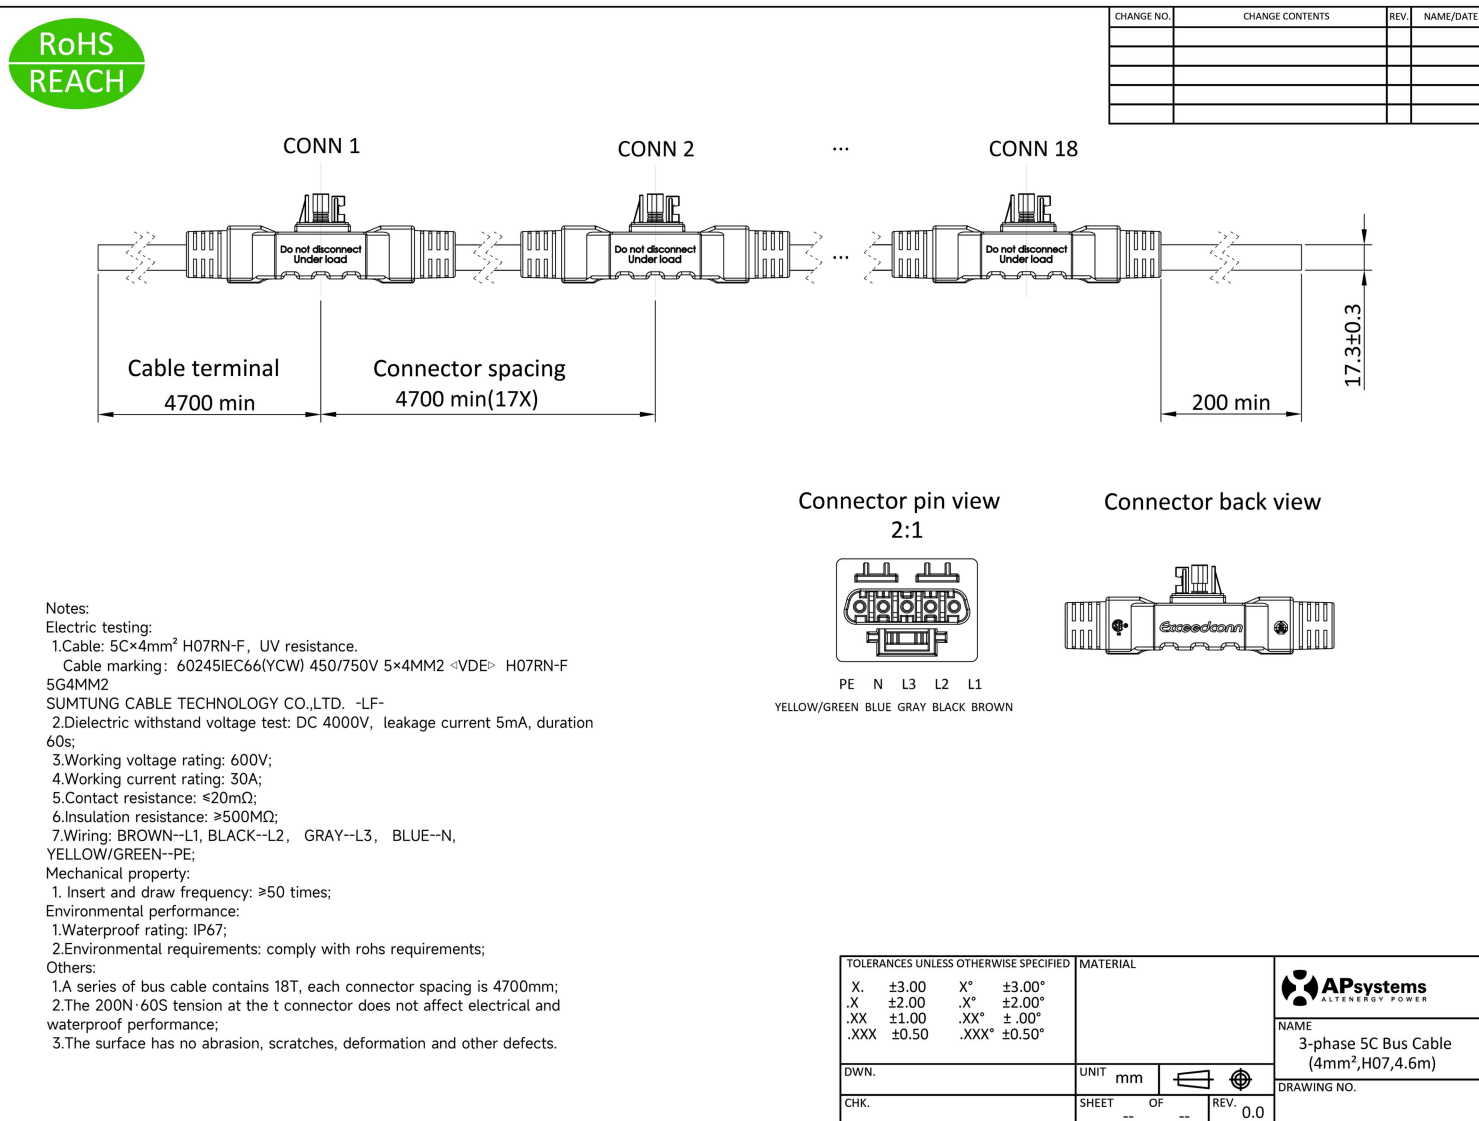 RoHS
REACH
CHANGE NO. CHANGE CONTENTS REV. NAME/DATE
CONN 1 CONN 2 ... CONN 18
Do not disconnect
Under load
Do not disconnect
Under load
...
Do not disconnect
Under load
17.3±0.3
Cable terminal
4700 min
Connector spacing
4700 min(17X)
200 min
Connector pin view
2:1
Connector back view
Exceedconn
PE N L3 L2 L1
YELLOW/GREEN BLUE GRAY BLACK BROWN
Notes:
Electric testing:
1.Cable: 5C×4mm² H07RN-F, UV resistance.
Cable marking: 60245IEC66(YCW) 450/750V 5×4MM2 ◁VDE▷ H07RN-F
5G4MM2
SUMTUNG CABLE TECHNOLOGY CO.,LTD. -LF-
2.Dielectric withstand voltage test: DC 4000V, leakage current 5mA, duration
60s;
3.Working voltage rating: 600V;
4.Working current rating: 30A;
5.Contact resistance: ≤20mΩ;
6.Insulation resistance: ≥500MΩ;
7.Wiring: BROWN--L1, BLACK--L2, GRAY--L3, BLUE--N,
YELLOW/GREEN--PE;
Mechanical property:
1. Insert and draw frequency: ≥50 times;
Environmental performance:
1.Waterproof rating: IP67;
2.Environmental requirements: comply with rohs requirements;
Others:
1.A series of bus cable contains 18T, each connector spacing is 4700mm;
2.The 200N·60S tension at the t connector does not affect electrical and
waterproof performance;
3.The surface has no abrasion, scratches, deformation and other defects.
TOLERANCES UNLESS OTHERWISE SPECIFIED
X. ±3.00 X° ±3.00°
.X ±2.00 .X° ±2.00°
.XX ±1.00 .XX° ± .00°
.XXX ±0.50 .XXX° ±0.50°
DWN.
CHK.
MATERIAL
UNIT mm
SHEET -- OF --
REV. 0.0
APsystems
ALTENERGY POWER
NAME
3-phase 5C Bus Cable
(4mm²,H07,4.6m)
DRAWING NO.